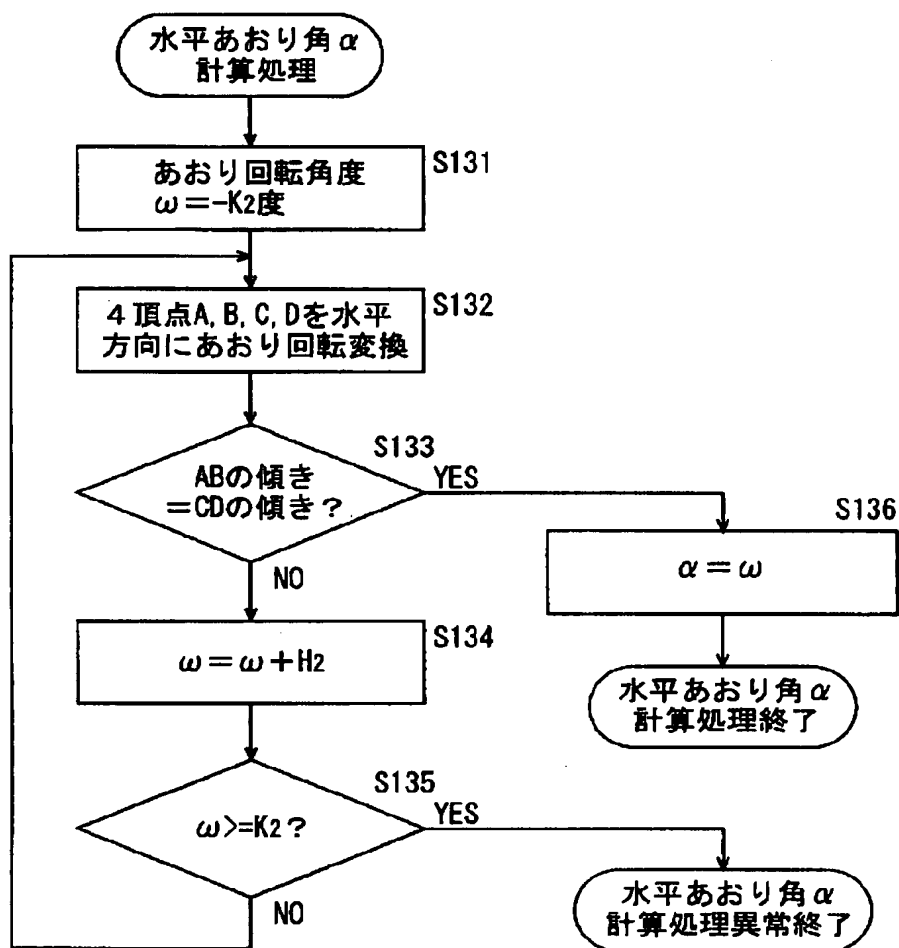 水平あおり角α
計算処理
S131
あおり回転角度
ω=-K2度
S132
4頂点A,B,C,Dを水平
方向にあおり回転変換
S133
ABの傾き
=CDの傾き?
YES
NO
S136
α=ω
S134
ω=ω+H2
水平あおり角α
計算処理終了
S135
ω>=K2?
YES
NO
水平あおり角α
計算処理異常終了